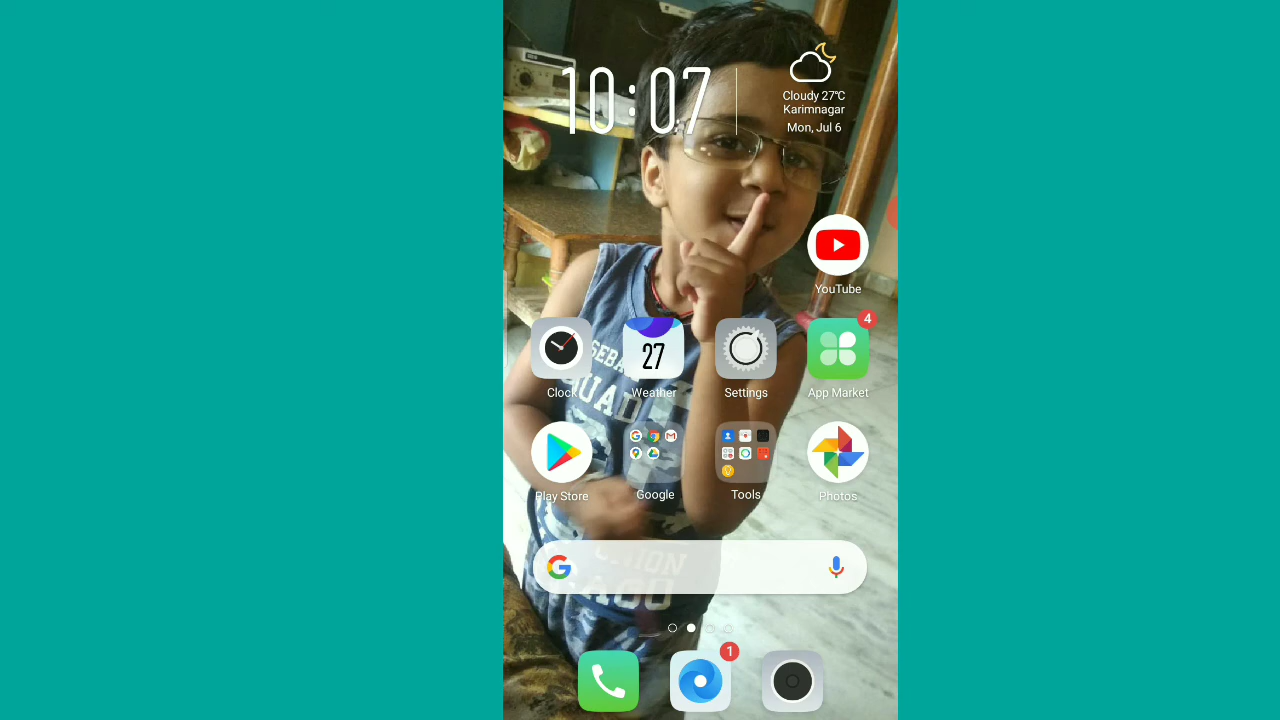 10:07
Cloudy 27℃
Karimnagar
Mon, Jul 6
YouTube
4
27
Clock
Weather
Settings
App Market
Play Store
Google
Tools
Photos
1